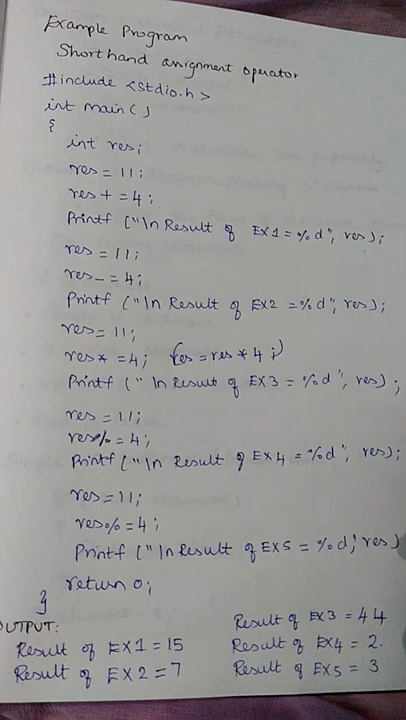 Example Program
Shorthand assignment operator
#include <stdio.h>
int main()
{
int res;
res = 11;
res + = 4;
Printf ("\n Result of EX1 = %d", res);
res = 11;
res - = 4;
Printf ("\n Result of EX2 = %d", res);
res = 11;
res * = 4; (res = res * 4;)
Printf (" \n Result of EX3 = %d", res);
res = 11;
res% = 4;
Printf ("\n Result of EX4 = %d", res);
res = 11;
res% = 4;
Printf ("\n Result of EX5 = %d", res)
return 0;
}
OUTPUT:
Result of EX1 = 15
Result of EX2 = 7
Result of EX3 = 44
Result of EX4 = 2.
Result of EX5 = 3